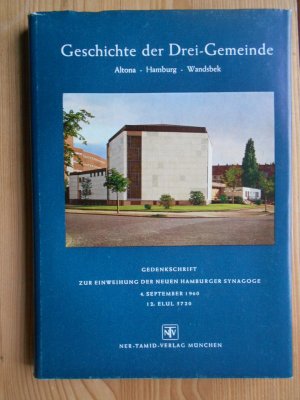 Geschichte der Drei-Gemeinde
Altona - Hamburg - Wandsbek
GEDENKSCHRIFT
ZUR EINWEIHUNG DER NEUEN HAMBURGER SYNAGOGE
4. SEPTEMBER 1960
12. ELUL 5720
NTV
NER-TAMID-VERLAG MÜNCHEN